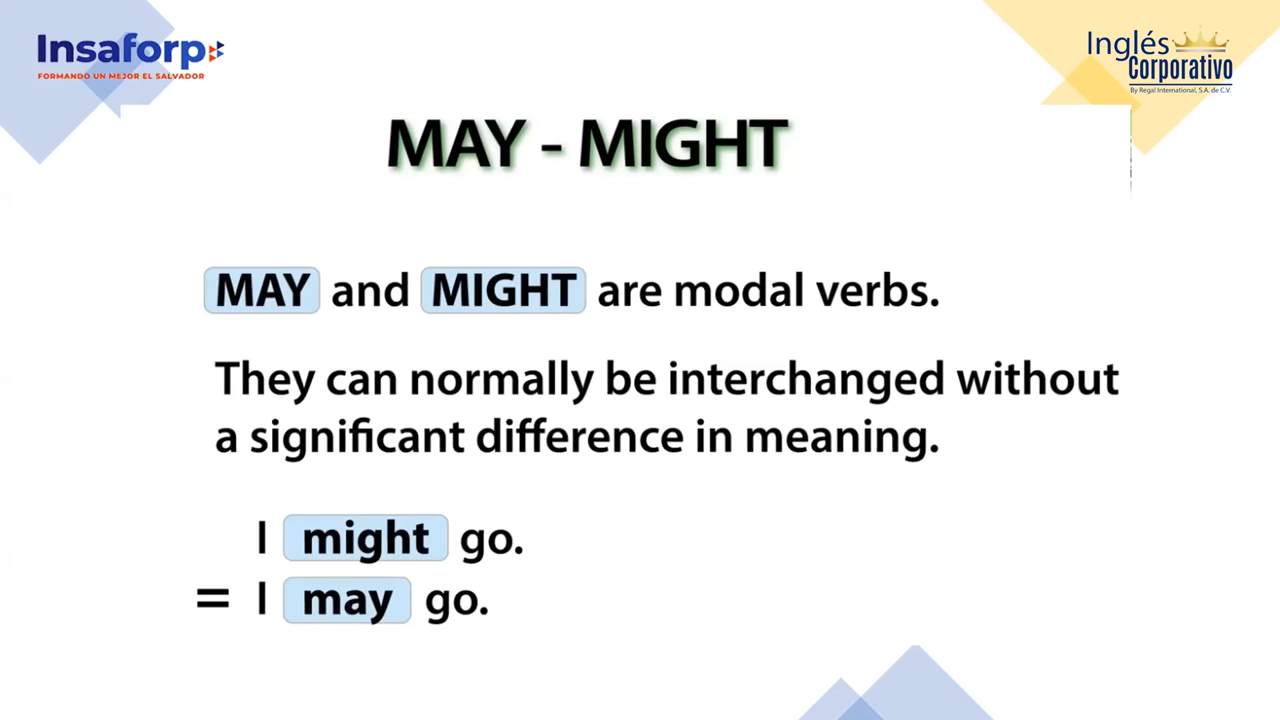 Insaforp
FORMANDO UN MEJOR EL SALVADOR
Inglés
Corporativo
By Regal International, S.A. de C.V.
MAY - MIGHT
MAY and MIGHT are modal verbs.
They can normally be interchanged without
a significant difference in meaning.
I might go.
= I may go.